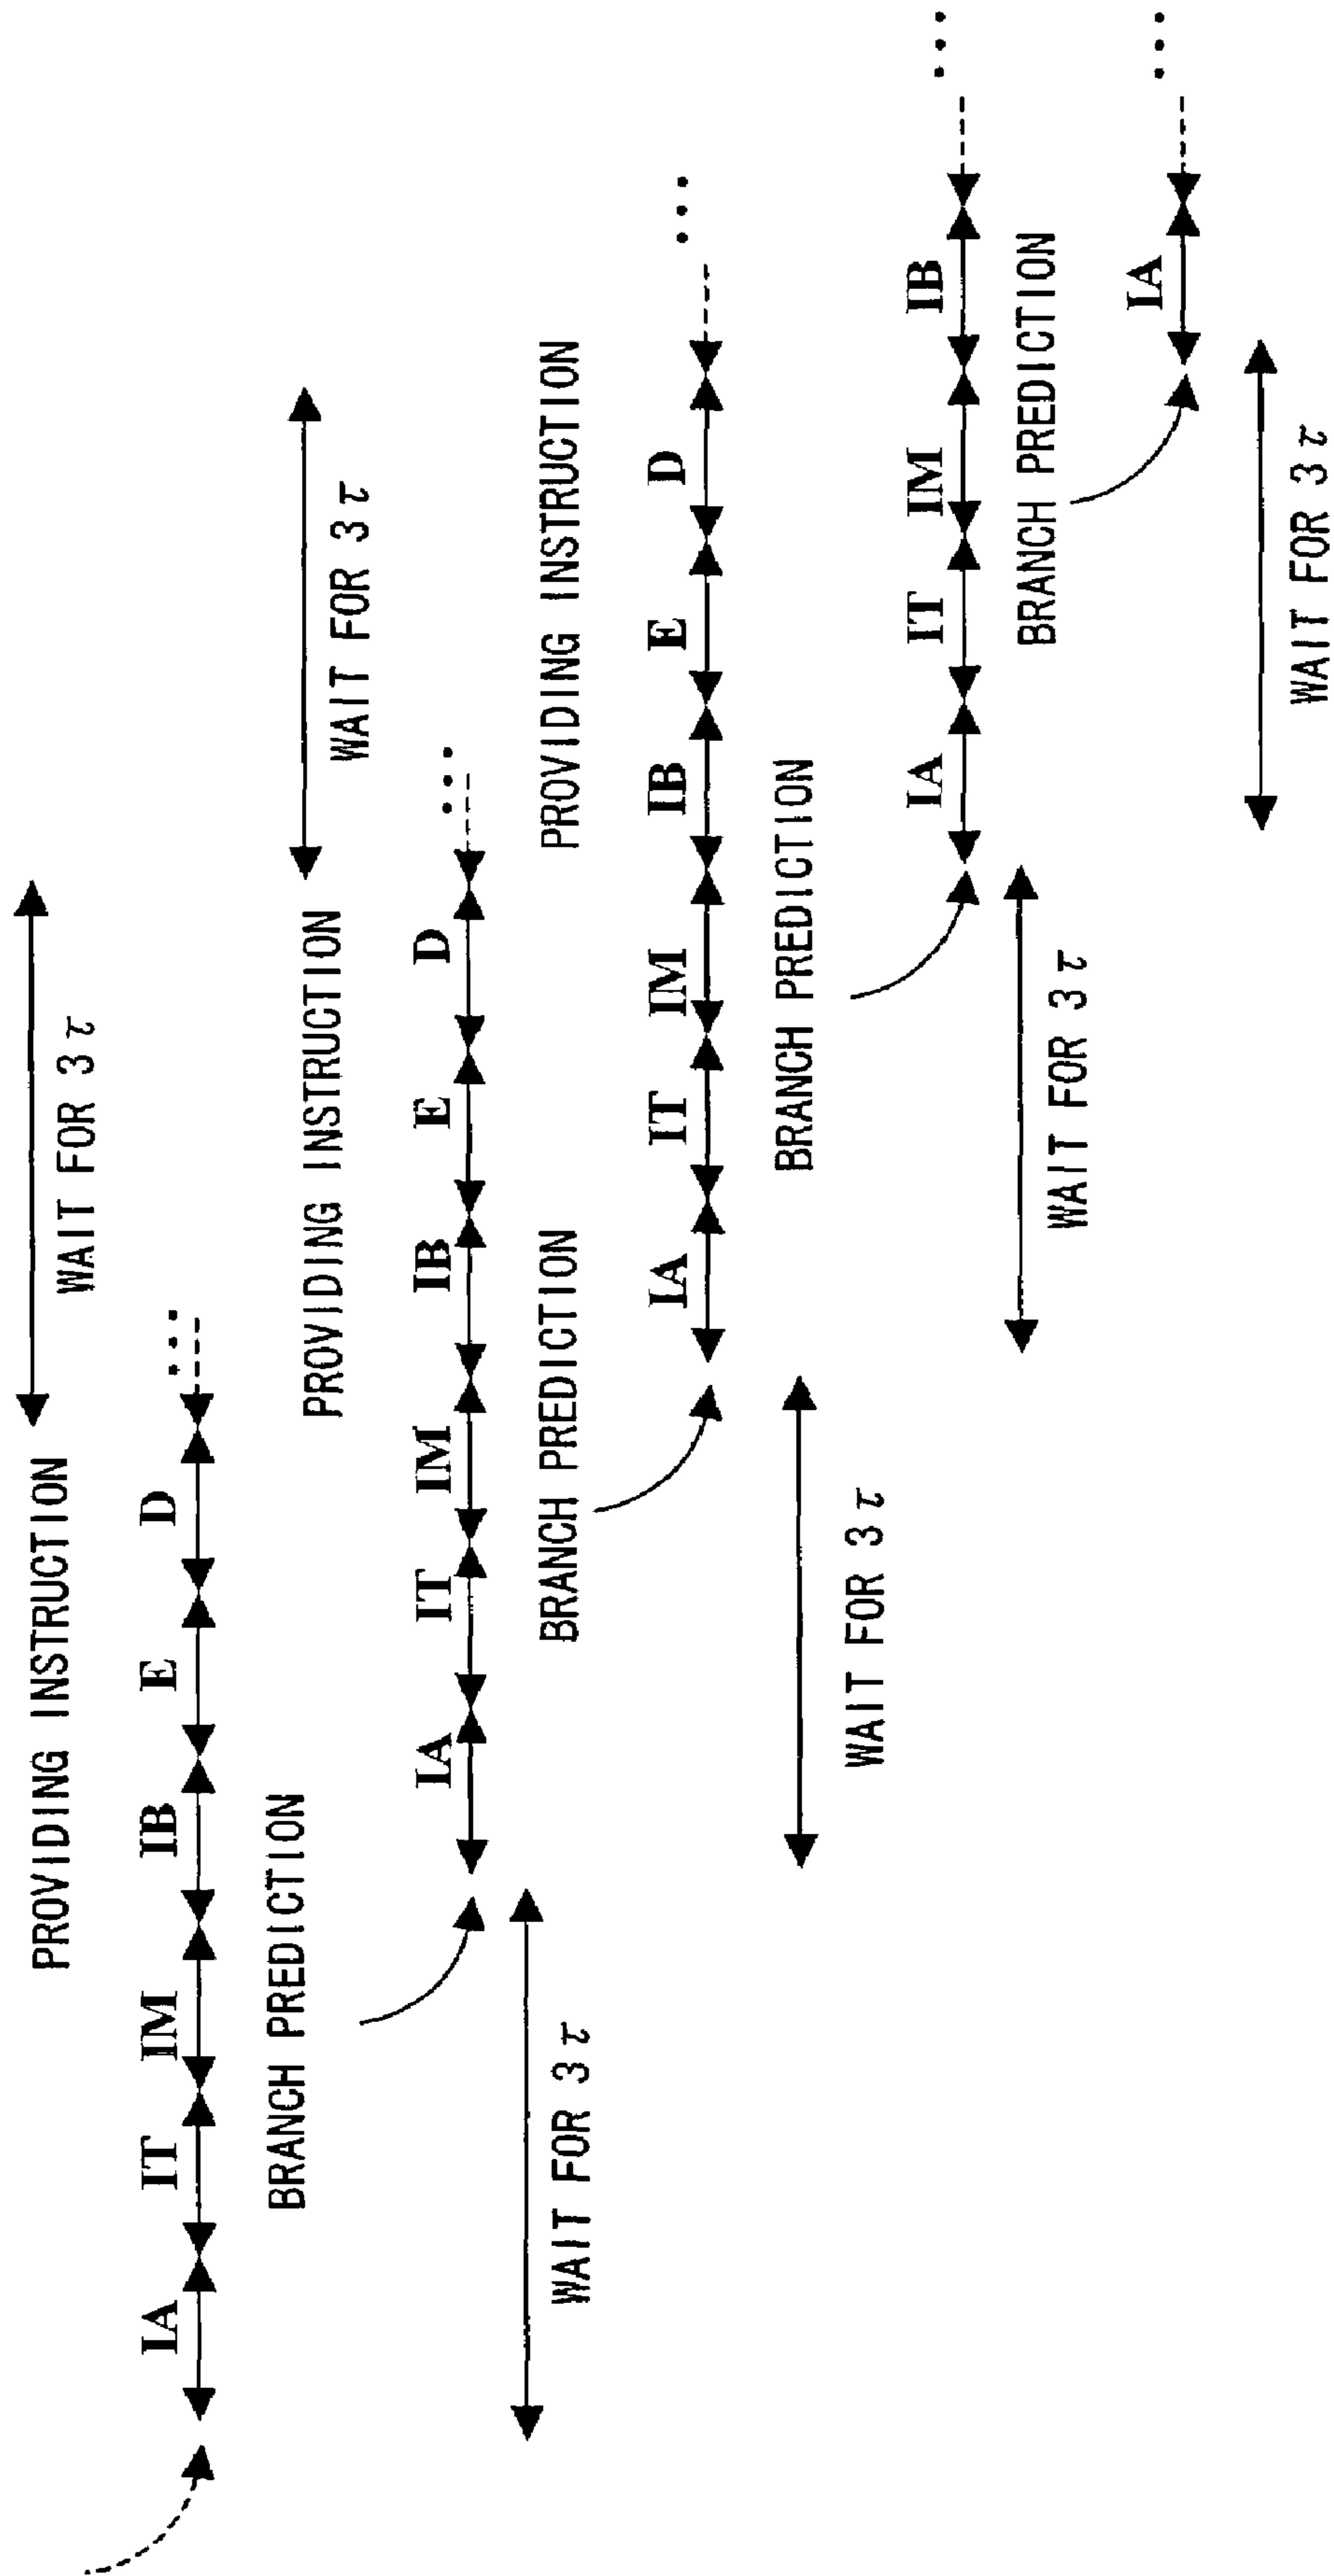 PROVIDING INSTRUCTION
WAIT FOR 3τ
IA IT IM IB E D ...
BRANCH PREDICTION
PROVIDING INSTRUCTION
WAIT FOR 3τ
IA IT IM IB E D ...
WAIT FOR 3τ
BRANCH PREDICTION
PROVIDING INSTRUCTION
IA IT IM IB E D ...
WAIT FOR 3τ
BRANCH PREDICTION
IA IT IM IB ...
WAIT FOR 3τ
BRANCH PREDICTION
IA ...
WAIT FOR 3τ